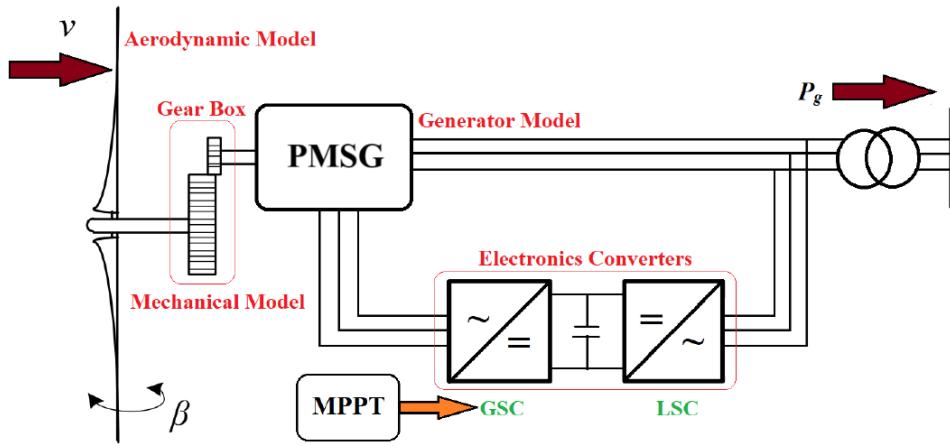 v
Aerodynamic Model
Gear Box
P_g
Generator Model
PMSG
Electronics Converters
Mechanical Model
~
=
=
~
β
MPPT
GSC
LSC